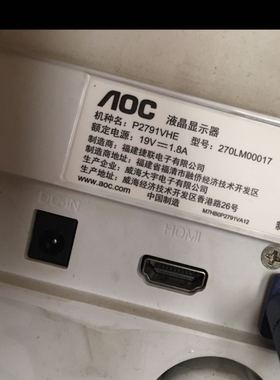 AOC 液晶显示器
机种名：P2791VHE 型号：270LM00017
额定电源：19V⎓1.8A
制造商：福建捷联电子有限公司
制造商地址：福建省福清市融侨经济技术开发区
生产企业：威海大宇电子有限公司
生产企业地址：威海经济技术开发区香港路26号
www.aoc.com 中国制造
M7HB0P2791VA12
DC-IN
HDMI